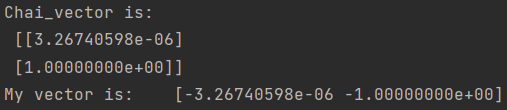 Chai_vector is:
[[3.26740598e-06]
[1.00000000e+00]]
My vector is: [-3.26740598e-06 -1.00000000e+00]